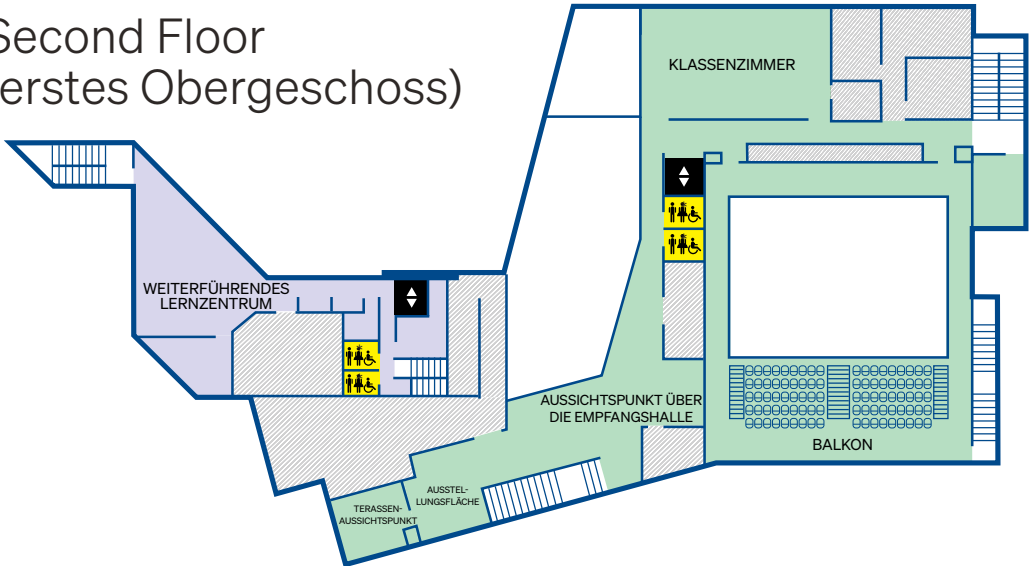 Second Floor
(erstes Obergeschoss)
KLASSENZIMMER
WEITERFÜHRENDES
LERNZENTRUM
AUSSICHTSPUNKT ÜBER
DIE EMPFANGSHALLE
BALKON
AUSSTEL-
LUNGSFLÄCHE
TERASSEN-
AUSSICHTSPUNKT